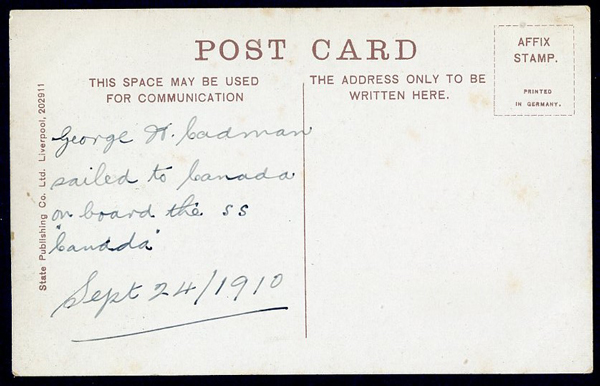 POST CARD
THIS SPACE MAY BE USED
FOR COMMUNICATION
THE ADDRESS ONLY TO BE
WRITTEN HERE.
AFFIX
STAMP.
PRINTED
IN GERMANY.
State Publishing Co. Ltd. Liverpool, 202911
George H. Cadman
sailed to Canada
on board the ss
"Canada"
Sept 24/1910